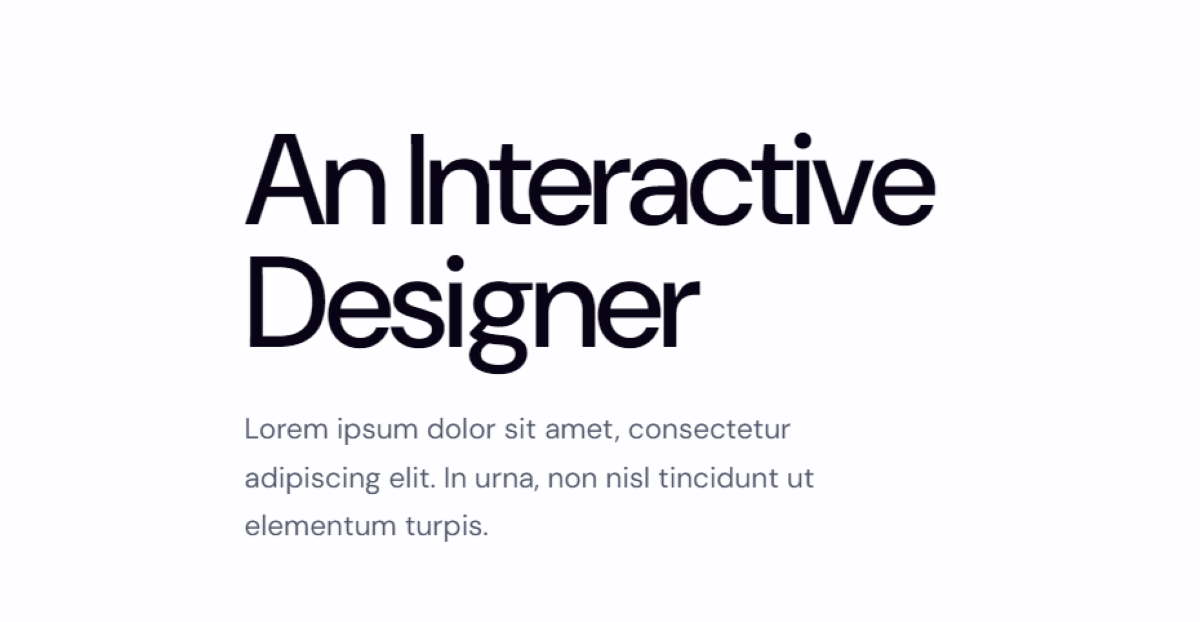 An Interactive
Designer
Lorem ipsum dolor sit amet, consectetur
adipiscing elit. In urna, non nisl tincidunt ut
elementum turpis.